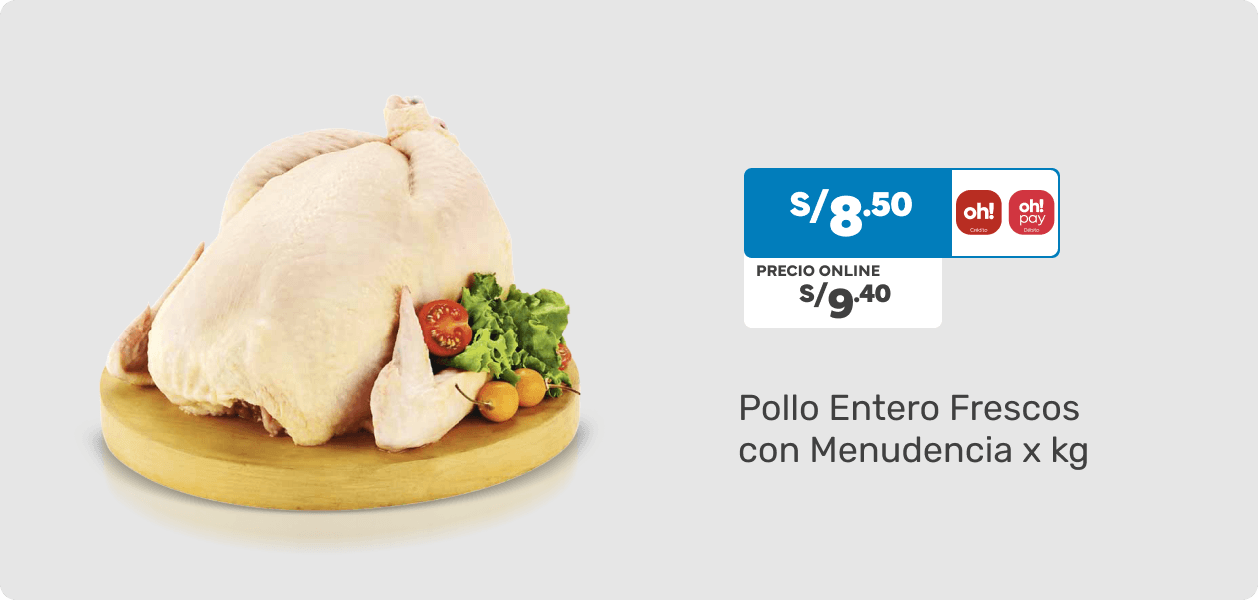 S/8.50
oh!
Crédito
oh!
pay
Débito
PRECIO ONLINE
S/9.40
Pollo Entero Frescos
con Menudencia x kg